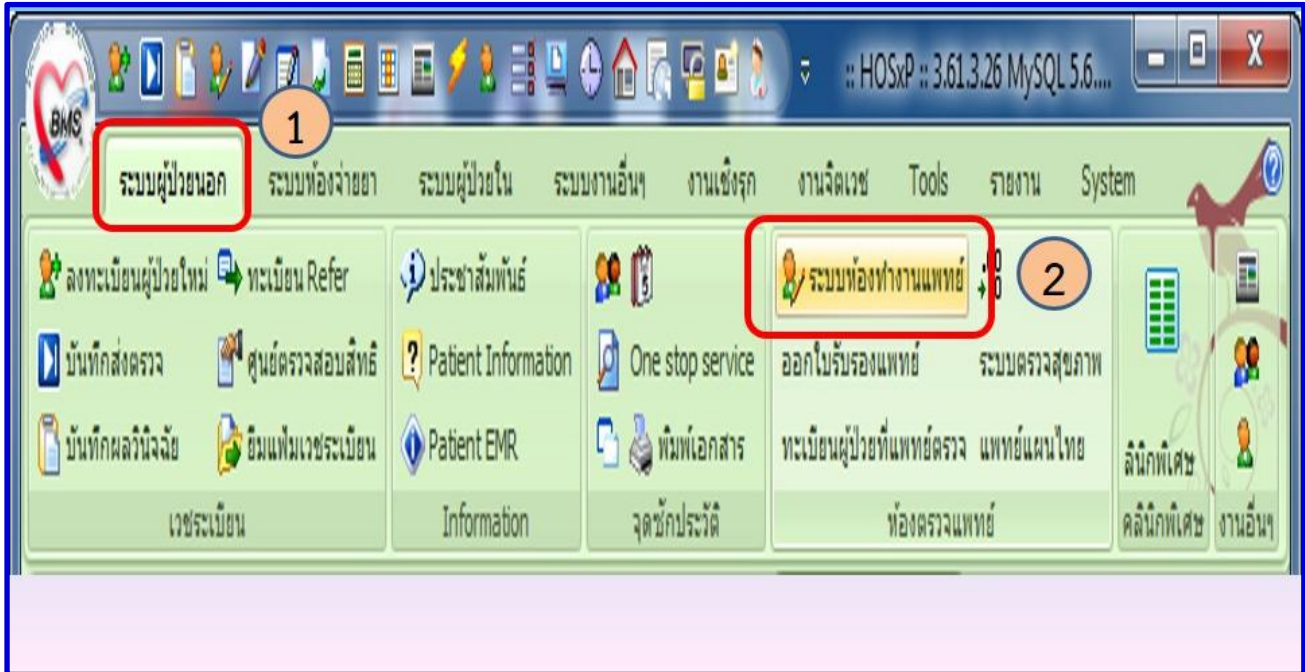 :: HOSxP :: 3.61.3.26 MySQL 5.6....
BMS
1
ระบบผู้ป่วยนอก ระบบห้องจ่ายยา ระบบผู้ป่วยใน ระบบงานอื่นๆ งานเชิงรุก งานจิตเวช Tools รายงาน System
ลงทะเบียนผู้ป่วยใหม่ ทะเบียน Refer ประชาสัมพันธ์ 5 ระบบห้องทำงานแพทย์ 2
บันทึกส่งตรวจ ศูนย์ตรวจสอบสิทธิ Patient Information One stop service ออกใบรับรองแพทย์ ระบบตรวจสุขภาพ
บันทึกผลวินิจฉัย ยืมแฟ้มเวชระเบียน Patient EMR พิมพ์เอกสาร ทะเบียนผู้ป่วยที่แพทย์ตรวจ แพทย์แผนไทย ลินิกพิเศษ
เวชระเบียน Information จุดซักประวัติ ห้องตรวจแพทย์ คลินิกพิเศษ งานอื่นๆ